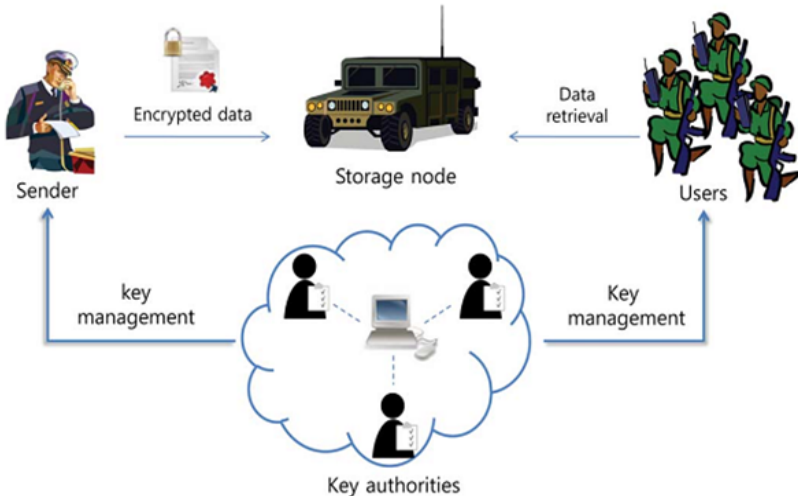 Encrypted data
Data
retrieval
Sender
Storage node
Users
key
management
Key
management
Key authorities